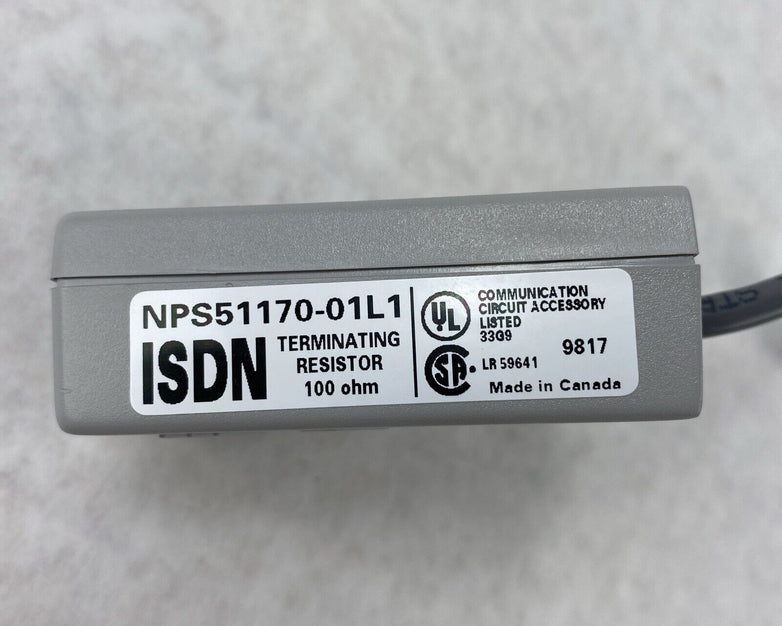 NPS51170-01L1
ISDN
TERMINATING
RESISTOR
100 ohm
UL
COMMUNICATION
CIRCUIT ACCESSORY
LISTED
33G9
9817
SA
LR 59641
Made in Canada